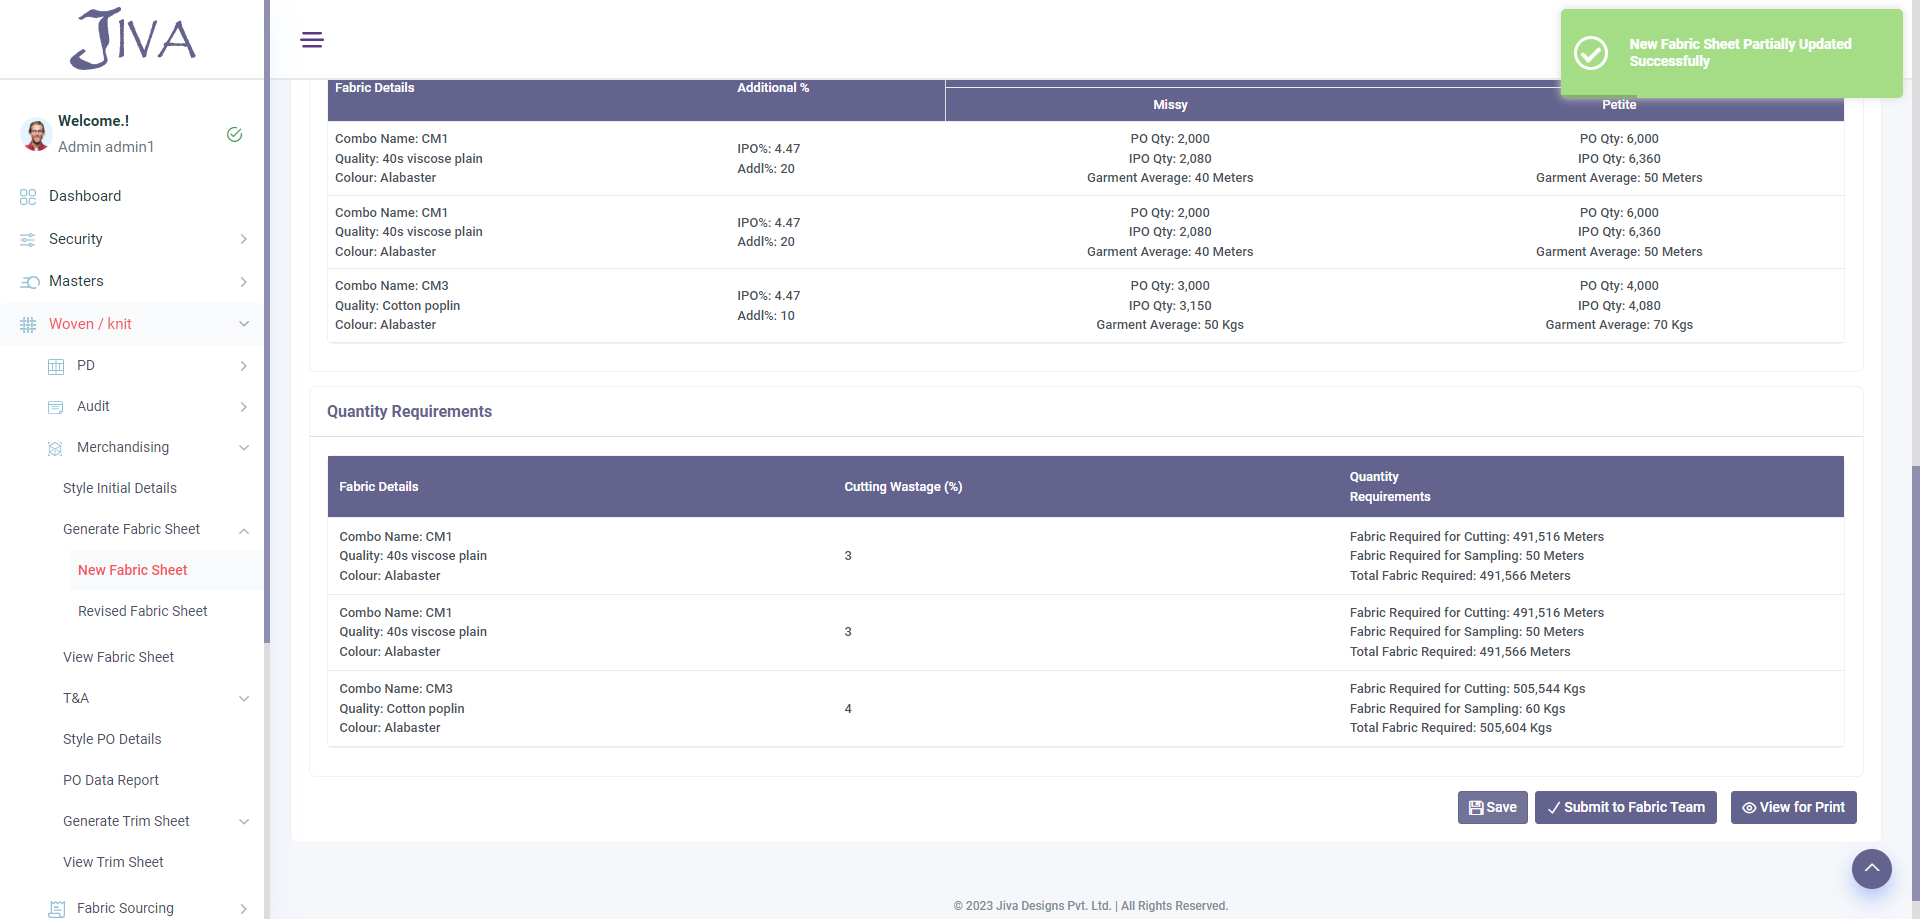 JIVA
New Fabric Sheet Partially Updated
Successfully
Welcome.!
Admin admin1
Dashboard
Security
Masters
Woven / knit
PD
Audit
Merchandising
Style Initial Details
Generate Fabric Sheet
New Fabric Sheet
Revised Fabric Sheet
View Fabric Sheet
T&A
Style PO Details
PO Data Report
Generate Trim Sheet
View Trim Sheet
Fabric Sourcing
Fabric Details
Additional %
Missy
Petite
Combo Name: CM1
Quality: 40s viscose plain
Colour: Alabaster
IPO%: 4.47
Addl%: 20
PO Qty: 2,000
IPO Qty: 2,080
Garment Average: 40 Meters
PO Qty: 6,000
IPO Qty: 6,360
Garment Average: 50 Meters
Combo Name: CM1
Quality: 40s viscose plain
Colour: Alabaster
IPO%: 4.47
Addl%: 20
PO Qty: 2,000
IPO Qty: 2,080
Garment Average: 40 Meters
PO Qty: 6,000
IPO Qty: 6,360
Garment Average: 50 Meters
Combo Name: CM3
Quality: Cotton poplin
Colour: Alabaster
IPO%: 4.47
Addl%: 10
PO Qty: 3,000
IPO Qty: 3,150
Garment Average: 50 Kgs
PO Qty: 4,000
IPO Qty: 4,080
Garment Average: 70 Kgs
Quantity Requirements
Fabric Details
Cutting Wastage (%)
Quantity
Requirements
Combo Name: CM1
Quality: 40s viscose plain
Colour: Alabaster
3
Fabric Required for Cutting: 491,516 Meters
Fabric Required for Sampling: 50 Meters
Total Fabric Required: 491,566 Meters
Combo Name: CM1
Quality: 40s viscose plain
Colour: Alabaster
3
Fabric Required for Cutting: 491,516 Meters
Fabric Required for Sampling: 50 Meters
Total Fabric Required: 491,566 Meters
Combo Name: CM3
Quality: Cotton poplin
Colour: Alabaster
4
Fabric Required for Cutting: 505,544 Kgs
Fabric Required for Sampling: 60 Kgs
Total Fabric Required: 505,604 Kgs
Save
Submit to Fabric Team
View for Print
© 2023 Jiva Designs Pvt. Ltd. | All Rights Reserved.